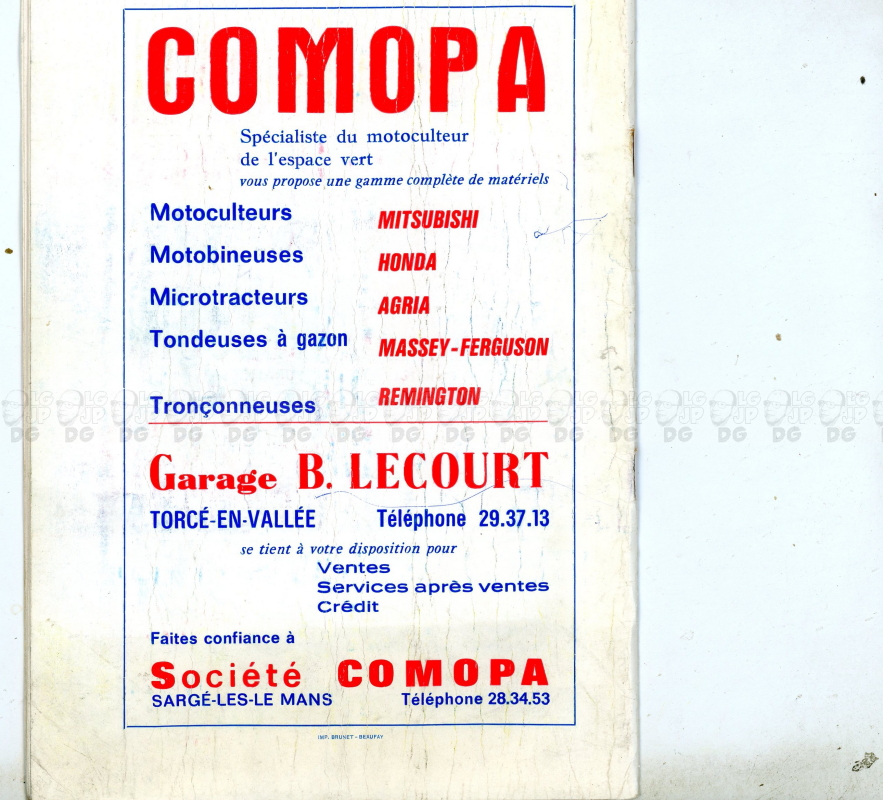 COMOPA
Spécialiste du motoculteur
de l'espace vert
vous propose une gamme complète de matériels
Motoculteurs MITSUBISHI
Motobineuses HONDA
Microtracteurs AGRIA
Tondeuses à gazon MASSEY-FERGUSON
Tronçonneuses REMINGTON
Garage B. LECOURT
TORCÉ-EN-VALLÉE Téléphone 29.37.13
se tient à votre disposition pour
Ventes
Services après ventes
Crédit
Faites confiance à
Société COMOPA
SARGÉ-LES-LE MANS Téléphone 28.34.53
IMP. BRUNET - BEAUFAY